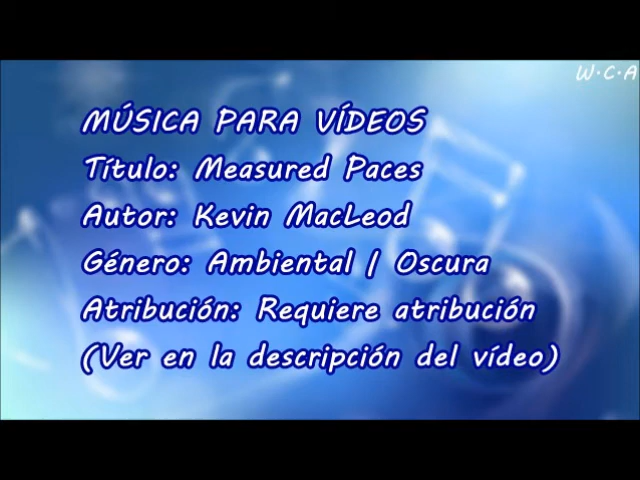 W·C·A
MÚSICA PARA VÍDEOS
Título: Measured Paces
Autor: Kevin MacLeod
Género: Ambiental / Oscura
Atribución: Requiere atribución
(Ver en la descripción del vídeo)